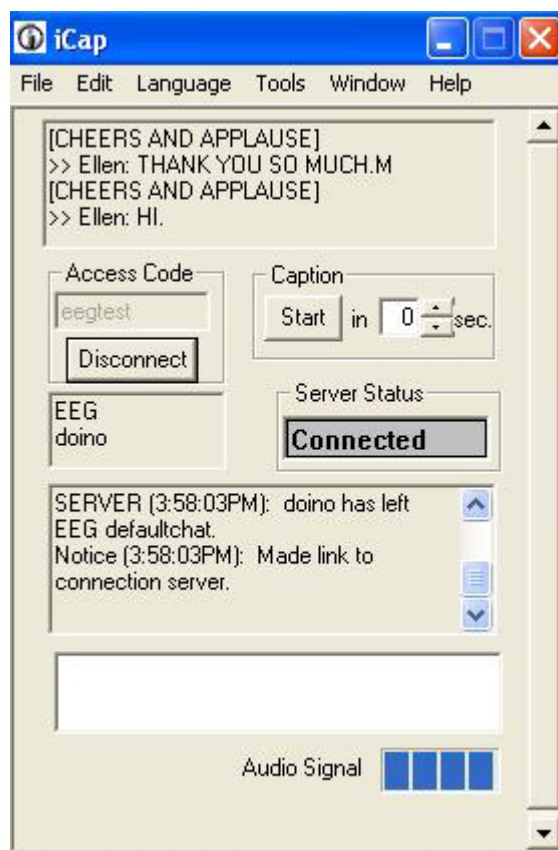 iCap
File Edit Language Tools Window Help
[CHEERS AND APPLAUSE]
>> Ellen: THANK YOU SO MUCH.M
[CHEERS AND APPLAUSE]
>> Ellen: HI.
Access Code
eegtest
Disconnect
Caption
Start in 0 sec.
EEG
doino
Server Status
Connected
SERVER (3:58:03PM): doino has left
EEG defaultchat.
Notice (3:58:03PM): Made link to
connection server.
Audio Signal